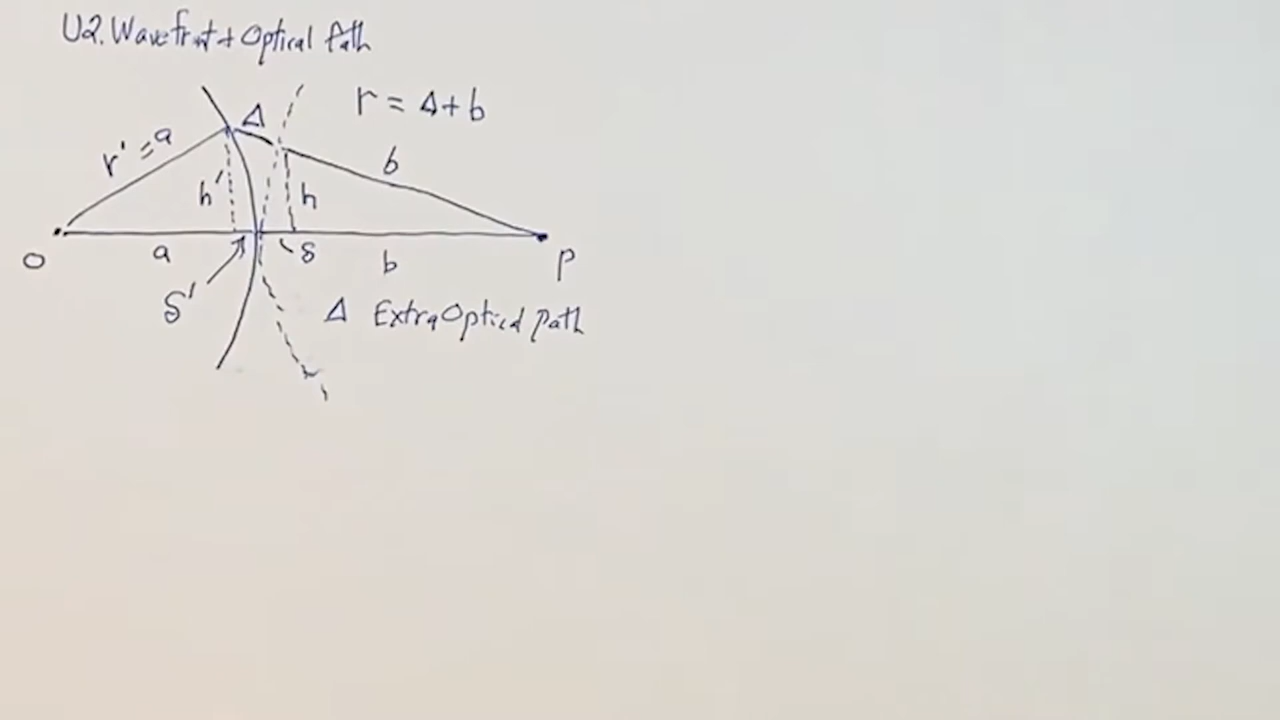 U2. Wavefront + Optical Path
Δ r = Δ + b
r' = a b
h' h
a δ b
O P
δ'
Δ Extra Optical Path